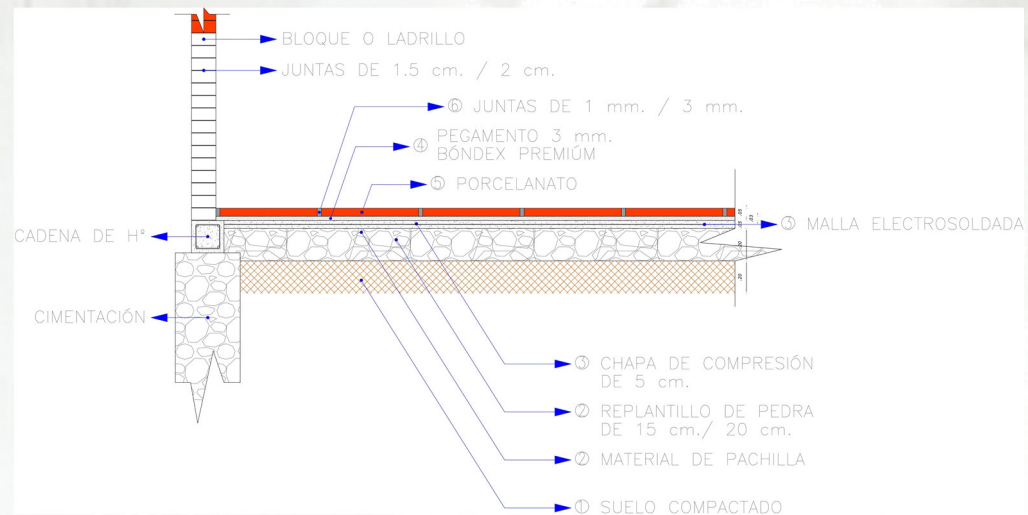 BLOQUE O LADRILLO
JUNTAS DE 1.5 cm. / 2 cm.
⑥ JUNTAS DE 1 mm. / 3 mm.
④ PEGAMENTO 3 mm.
BÓNDEX PREMIÚM
⑤ PORCELANATO
CADENA DE Hº
③ MALLA ELECTROSOLDADA
CIMENTACIÓN
③ CHAPA DE COMPRESIÓN
DE 5 cm.
② REPLANTILLO DE PEDRA
DE 15 cm./ 20 cm.
② MATERIAL DE PACHILLA
① SUELO COMPACTADO
.20